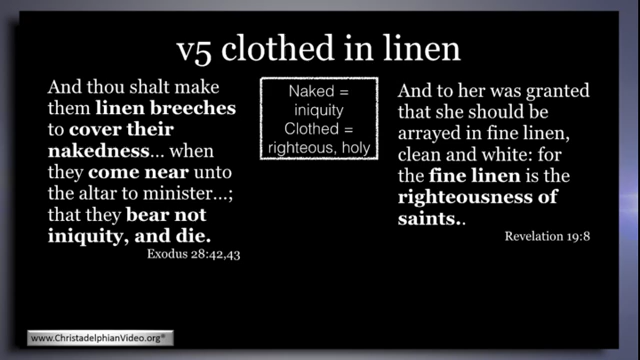 v5 clothed in linen
And thou shalt make
them linen breeches
to cover their
nakedness... when
they come near unto
the altar to minister...;
that they bear not
iniquity, and die.
Exodus 28:42,43
Naked =
iniquity
Clothed =
righteous, holy
And to her was granted
that she should be
arrayed in fine linen,
clean and white: for
the fine linen is the
righteousness of
saints..
Revelation 19:8
www.ChristadelphianVideo.org®